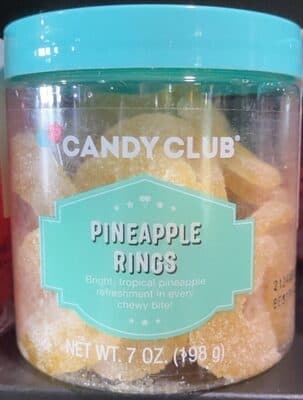 CANDY CLUB®
PINEAPPLE
RINGS
Bright, tropical pineapple
refreshment in every
chewy bite!
NET WT. 7 OZ. (198 g)